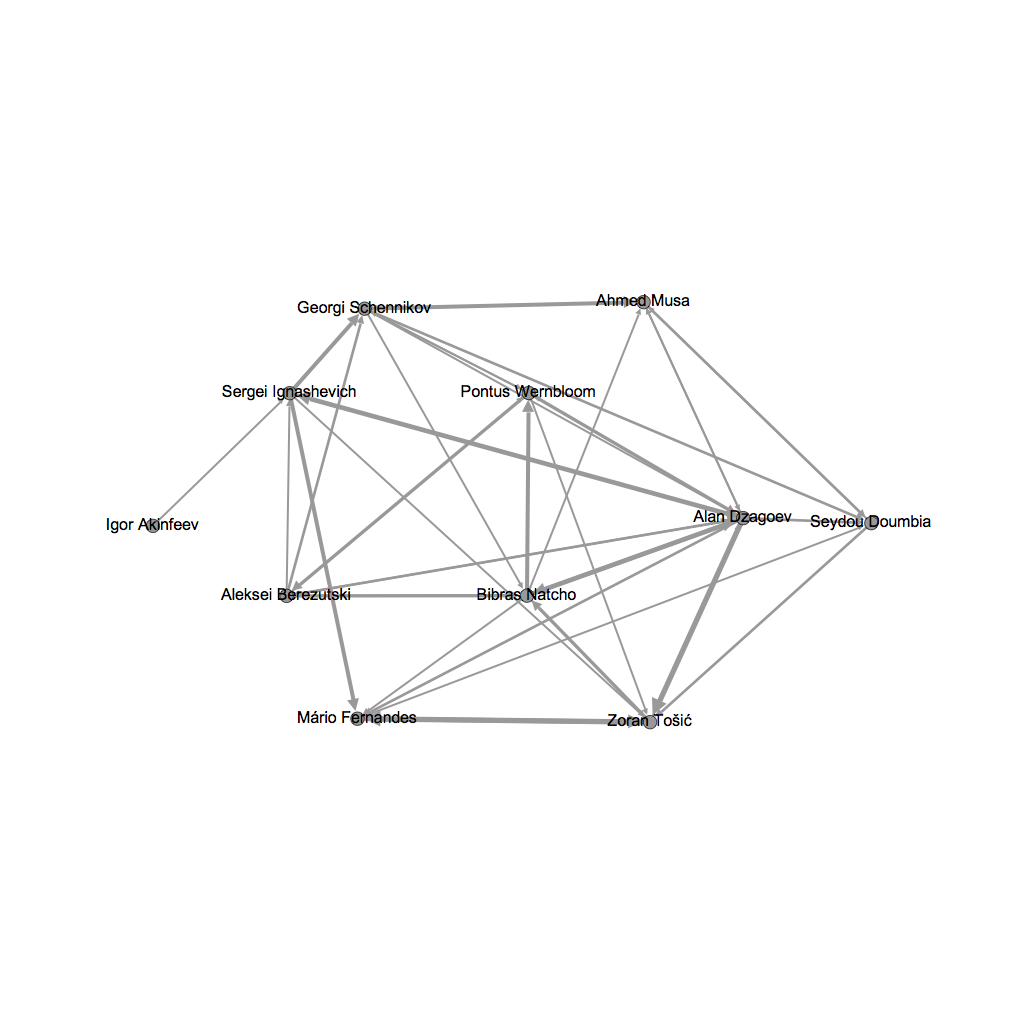 Ahmed Musa
Georgi Schennikov
Sergei Ignashevich
Pontus Wernbloom
Alan Dzagoev
Seydou Doumbia
Igor Akinfeev
Aleksei Berezutski
Bibras Natcho
Mário Fernandes
Zoran Tošić